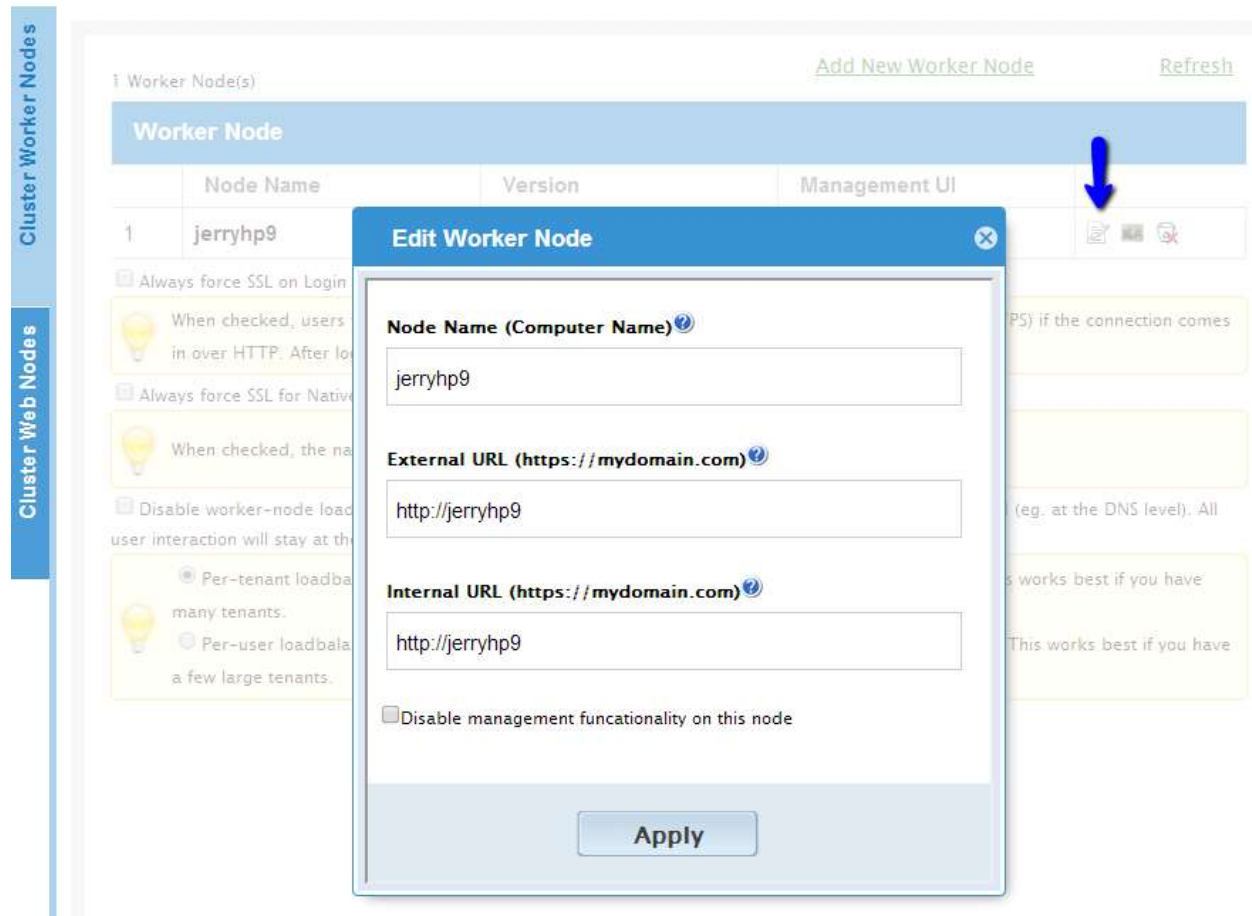 Cluster Worker Nodes
Cluster Web Nodes
1 Worker Node(s)
Add New Worker Node
Refresh
Worker Node
Node Name Version Management UI
1 jerryhp9
Edit Worker Node
Always force SSL on Login
When checked, users
PS) if the connection comes
in over HTTP. After lo
Always force SSL for Native
When checked, the na
Disable worker-node load
(eg. at the DNS level). All
user interaction will stay at th
Per-tenant loadba
s works best if you have
many tenants.
Per-user loadbala
This works best if you have
a few large tenants.
Node Name (Computer Name)
jerryhp9
External URL (https://mydomain.com)
http://jerryhp9
Internal URL (https://mydomain.com)
http://jerryhp9
Disable management funcationality on this node
Apply